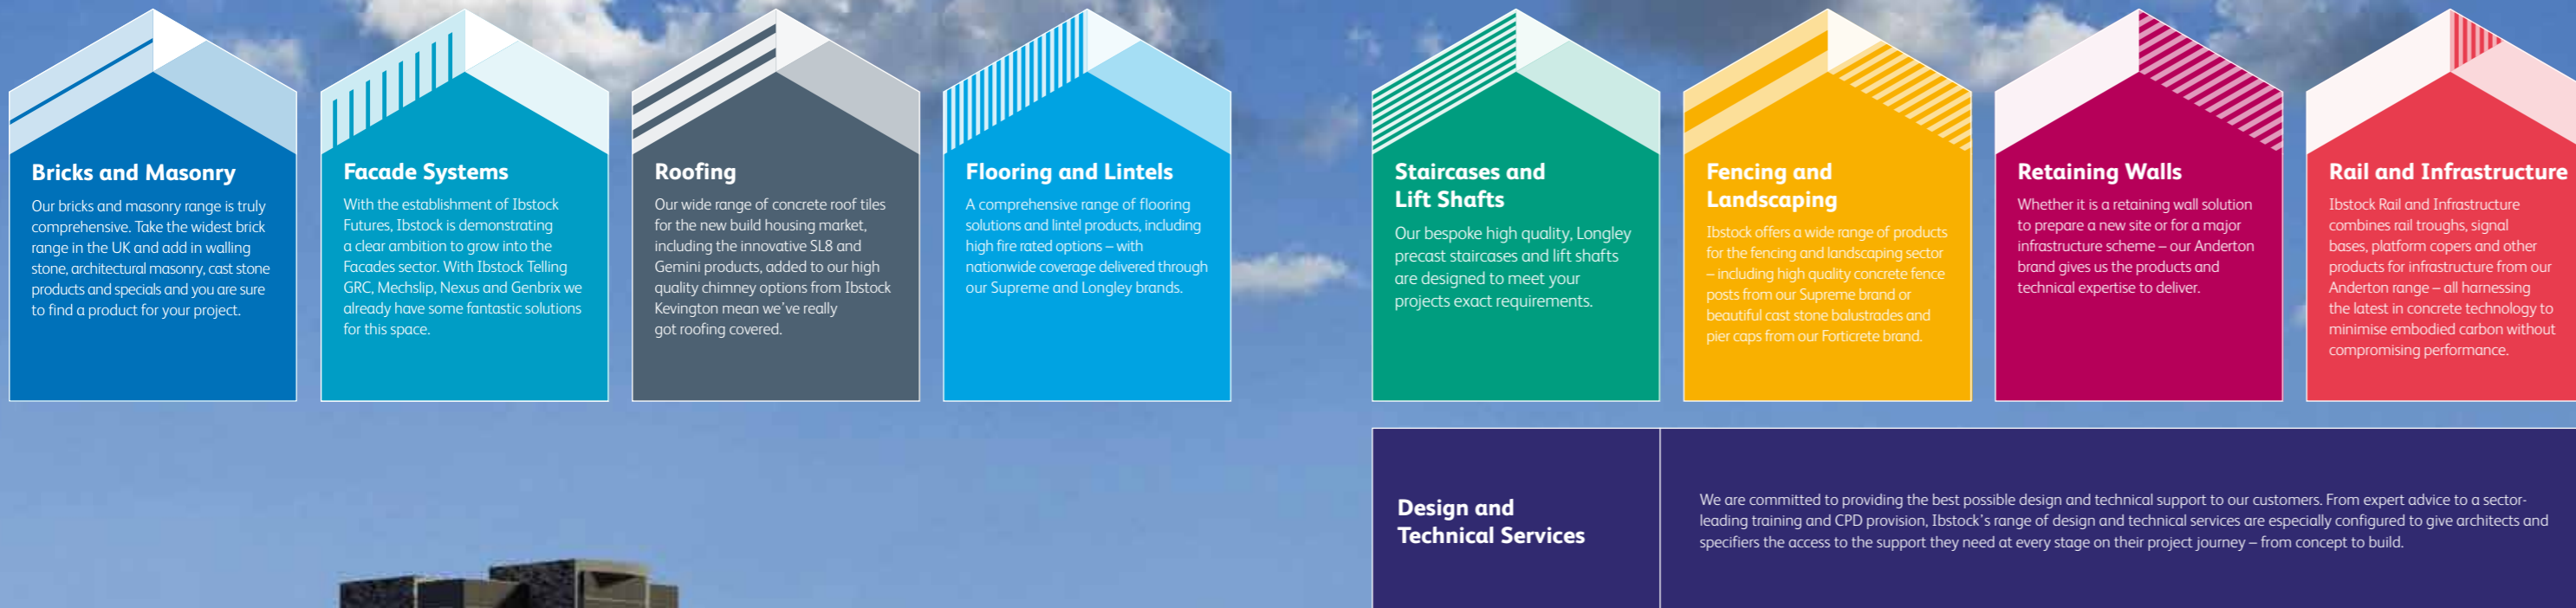 Bricks and Masonry
Our bricks and masonry range is truly
comprehensive. Take the widest brick
range in the UK and add in walling
stone, architectural masonry, cast stone
products and specials and you are sure
to find a product for your project.
Facade Systems
With the establishment of Ibstock
Futures, Ibstock is demonstrating
a clear ambition to grow into the
Facades sector. With Ibstock Telling
GRC, Mechslip, Nexus and Genbrix we
already have some fantastic solutions
for this space.
Roofing
Our wide range of concrete roof tiles
for the new build housing market,
including the innovative SL8 and
Gemini products, added to our high
quality chimney options from Ibstock
Kevington mean we've really
got roofing covered.
Flooring and Lintels
A comprehensive range of flooring
solutions and lintel products, including
high fire rated options – with
nationwide coverage delivered through
our Supreme and Longley brands.
Staircases and
Lift Shafts
Our bespoke high quality, Longley
precast staircases and lift shafts
are designed to meet your
projects exact requirements.
Fencing and
Landscaping
Ibstock offers a wide range of products
for the fencing and landscaping sector
– including high quality concrete fence
posts from our Supreme brand or
beautiful cast stone balustrades and
pier caps from our Forticrete brand.
Retaining Walls
Whether it is a retaining wall solution
to prepare a new site or for a major
infrastructure scheme – our Anderton
brand gives us the products and
technical expertise to deliver.
Rail and Infrastructure
Ibstock Rail and Infrastructure
combines rail troughs, signal
bases, platform copers and other
products for infrastructure from our
Anderton range – all harnessing
the latest in concrete technology to
minimise embodied carbon without
compromising performance.
Design and
Technical Services
We are committed to providing the best possible design and technical support to our customers. From expert advice to a sector-
leading training and CPD provision, Ibstock's range of design and technical services are especially configured to give architects and
specifiers the access to the support they need at every stage on their project journey – from concept to build.